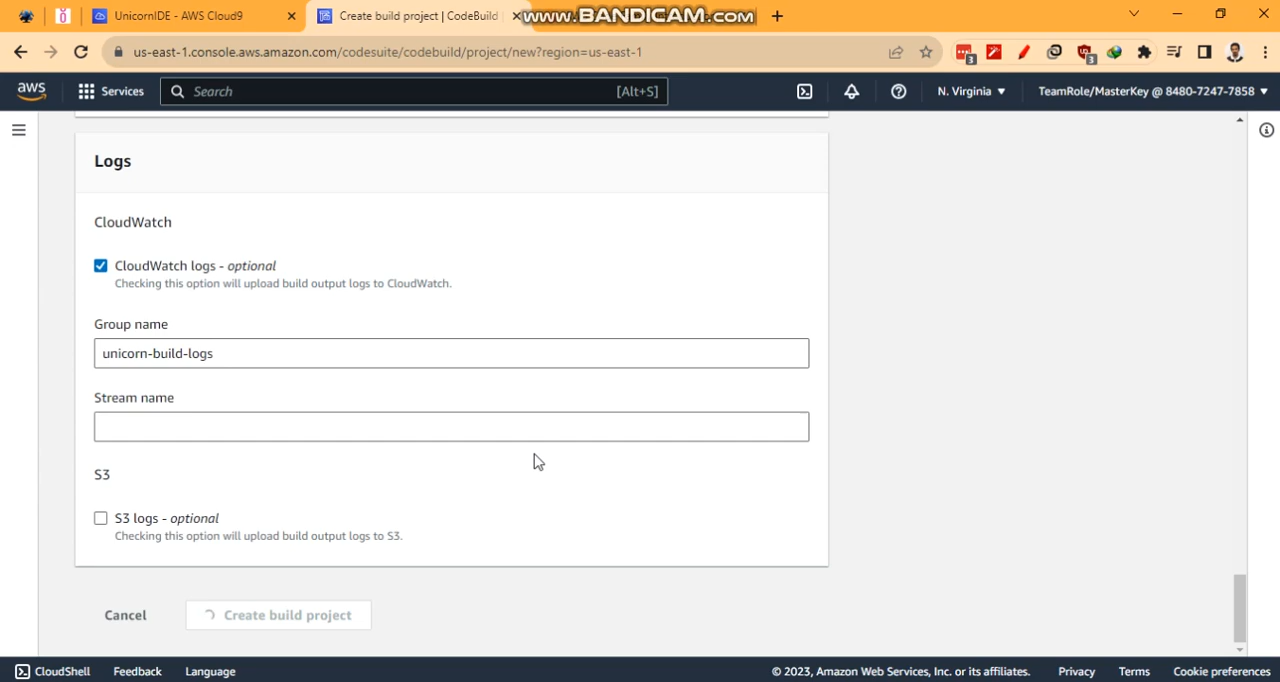 UnicornIDE - AWS Cloud9
Create build project | CodeBuild
www.BANDICAM.com
us-east-1.console.aws.amazon.com/codesuite/codebuild/project/new?region=us-east-1
3
3
aws
Services
Search
[Alt+S]
N. Virginia
TeamRole/MasterKey @ 8480-7247-7858
Logs
CloudWatch
CloudWatch logs - optional
Checking this option will upload build output logs to CloudWatch.
Group name
unicorn-build-logs
Stream name
S3
S3 logs - optional
Checking this option will upload build output logs to S3.
Cancel
Create build project
CloudShell
Feedback
Language
© 2023, Amazon Web Services, Inc. or its affiliates.
Privacy
Terms
Cookie preferences